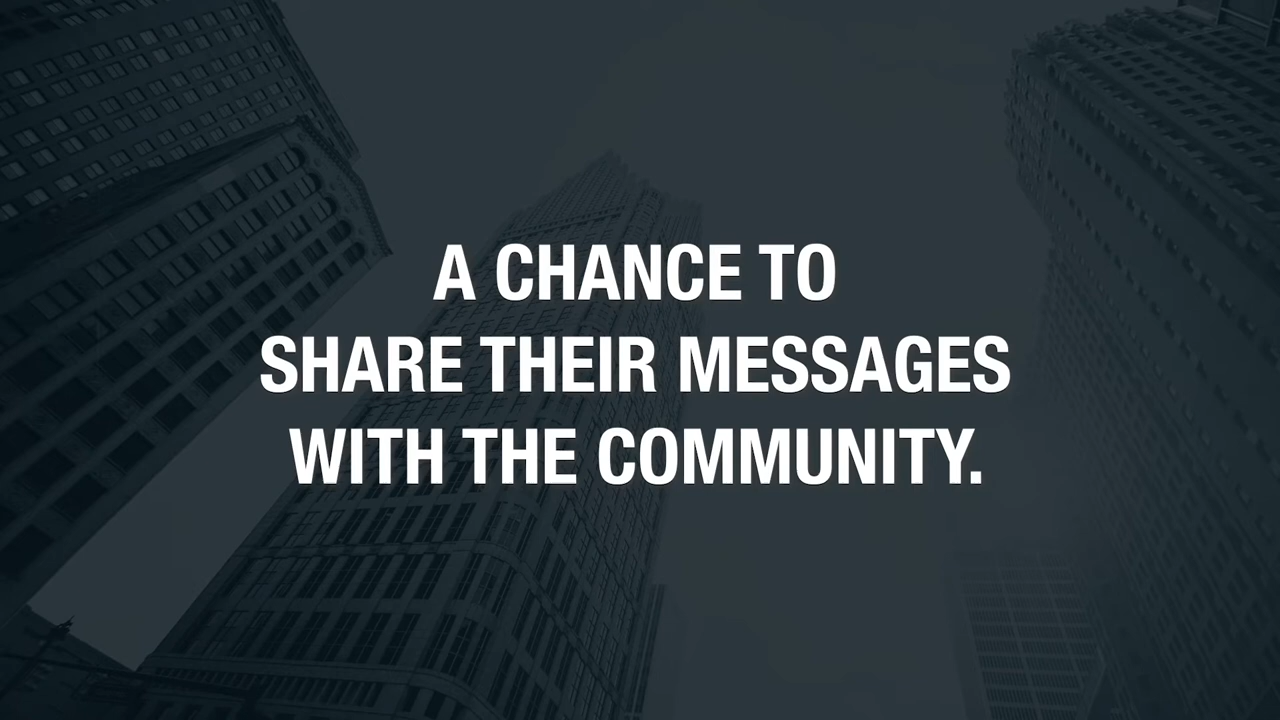 A CHANCE TO
SHARE THEIR MESSAGES
WITH THE COMMUNITY.